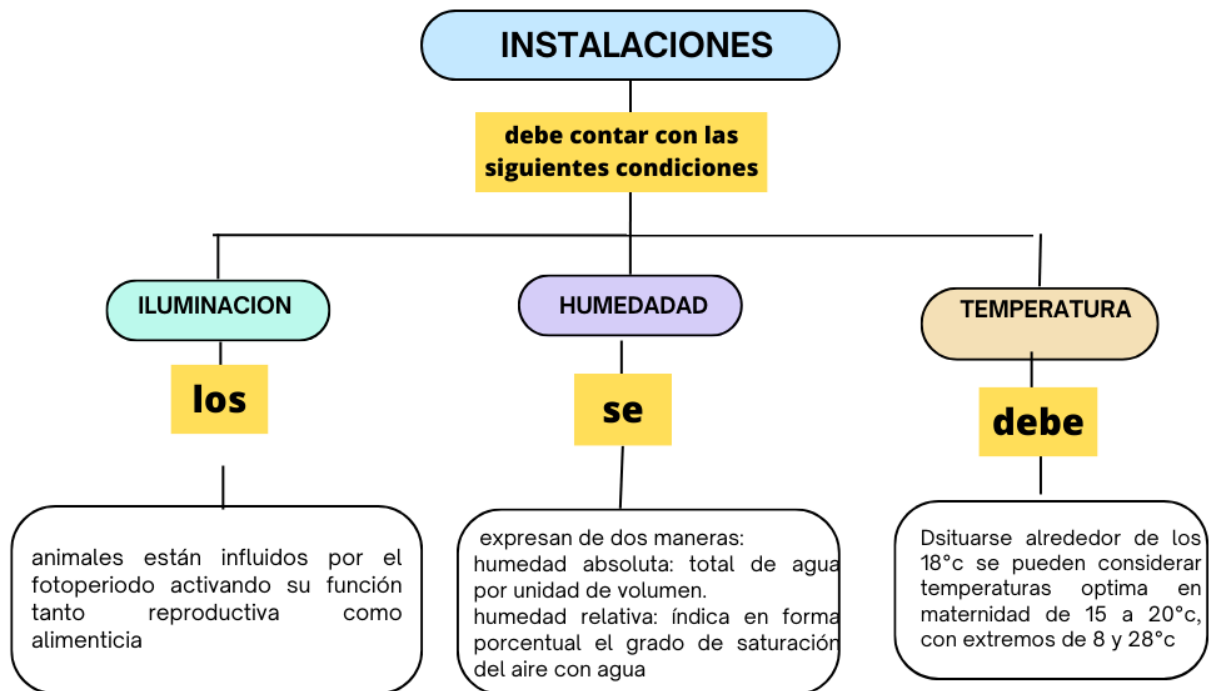 INSTALACIONES
debe contar con las
siguientes condiciones
ILUMINACION
los
animales están influidos por el
fotoperiodo activando su función
tanto reproductiva como
alimenticia
HUMEDADAD
se
expresan de dos maneras:
humedad absoluta: total de agua
por unidad de volumen.
humedad relativa: índica en forma
porcentual el grado de saturación
del aire con agua
TEMPERATURA
debe
Dsituarse alrededor de los
18°c se pueden considerar
temperaturas optima en
maternidad de 15 a 20°c,
con extremos de 8 y 28°c